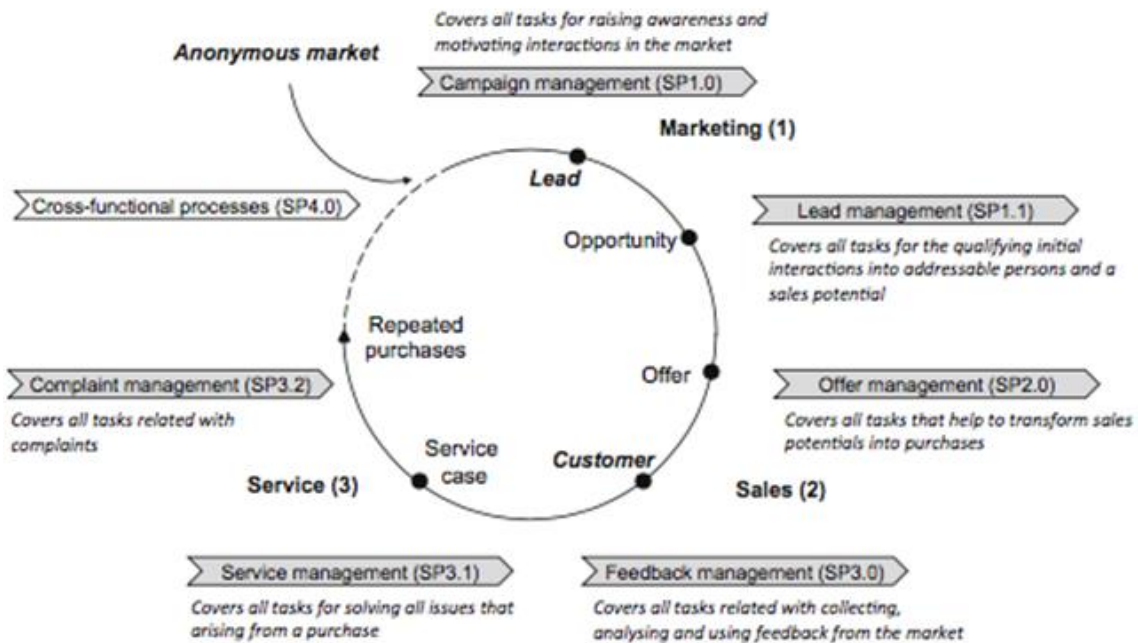 Covers all tasks for raising awareness and
motivating interactions in the market
Anonymous market
Campaign management (SP1.0)
Marketing (1)
Lead
Cross-functional processes (SP4.0)
Lead management (SP1.1)
Opportunity
Covers all tasks for the qualifying initial
interactions into addressable persons and a
sales potential
Repeated
purchases
Complaint management (SP3.2)
Offer
Offer management (SP2.0)
Covers all tasks related with
complaints
Covers all tasks that help to transform sales
potentials into purchases
Service
case
Customer
Service (3)
Sales (2)
Service management (SP3.1)
Feedback management (SP3.0)
Covers all tasks for solving all issues that
arising from a purchase
Covers all tasks related with collecting,
analysing and using feedback from the market